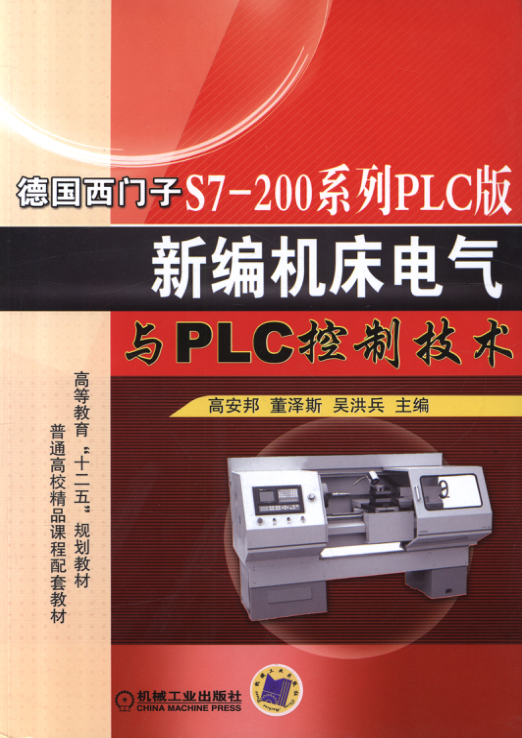 德国西门子S7-200系列PLC版
新编机床电气
与PLC控制技术
高安邦 董泽斯 吴洪兵 主编
高等教育“十二五”规划教材
普通高校精品课程配套教材
机械工业出版社
CHINA MACHINE PRESS